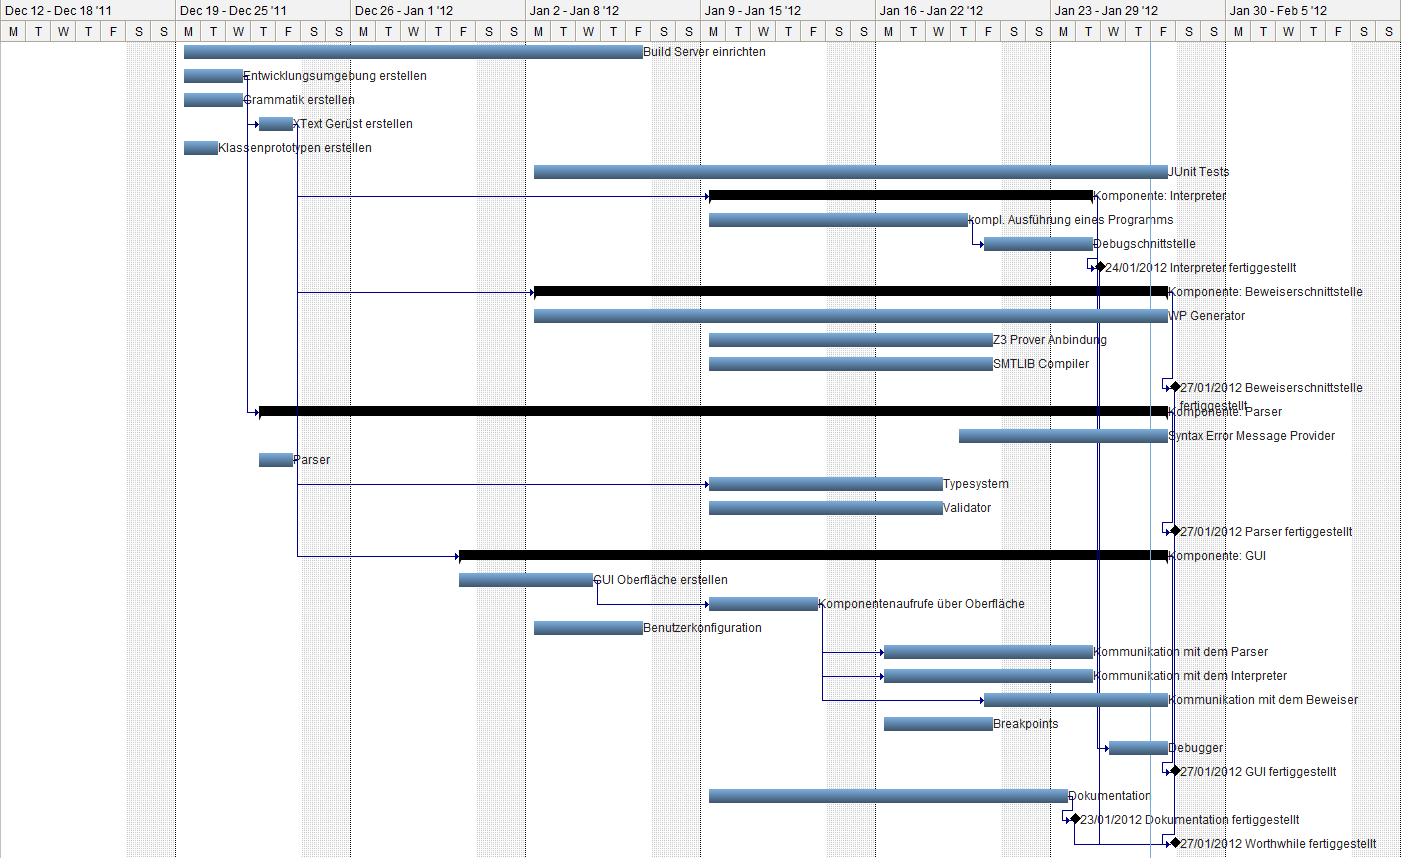 Dec 12 - Dec 18 '11 Dec 19 - Dec 25 '11 Dec 26 - Jan 1 '12 Jan 2 - Jan 8 '12 Jan 9 - Jan 15 '12 Jan 16 - Jan 22 '12 Jan 23 - Jan 29 '12 Jan 30 - Feb 5 '12
M T W T F S S M T W T F S S M T W T F S S M T W T F S S M T W T F S S M T W T F S S M T W T F S S M T W T F S S
Build Server einrichten
Entwicklungsumgebung erstellen
Grammatik erstellen
XText Gerüst erstellen
Klassenprototypen erstellen
JUnit Tests
Komponente: Interpreter
kompl. Ausführung eines Programms
Debugschnittstelle
24/01/2012 Interpreter fertiggestellt
Komponente: Beweiserschnittstelle
WP Generator
Z3 Prover Anbindung
SMTLIB Compiler
27/01/2012 Beweiserschnittstelle
fertiggestellt
Komponente: Parser
Syntax Error Message Provider
Parser
Typesystem
Validator
27/01/2012 Parser fertiggestellt
Komponente: GUI
GUI Oberfläche erstellen
Komponentenaufrufe über Oberfläche
Benutzerkonfiguration
Kommunikation mit dem Parser
Kommunikation mit dem Interpreter
Kommunikation mit dem Beweiser
Breakpoints
Debugger
27/01/2012 GUI fertiggestellt
Dokumentation
23/01/2012 Dokumentation fertiggestellt
27/01/2012 Worthwhile fertiggestellt